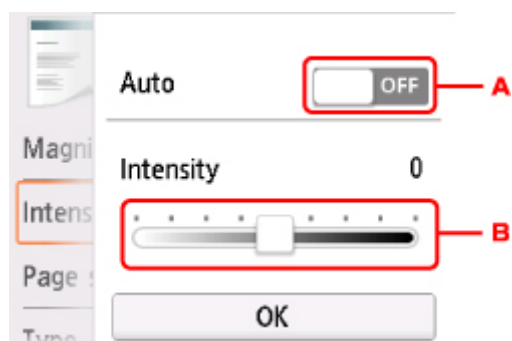 Auto OFF A
Magni
Intensity 0
Intens
B
Page
OK